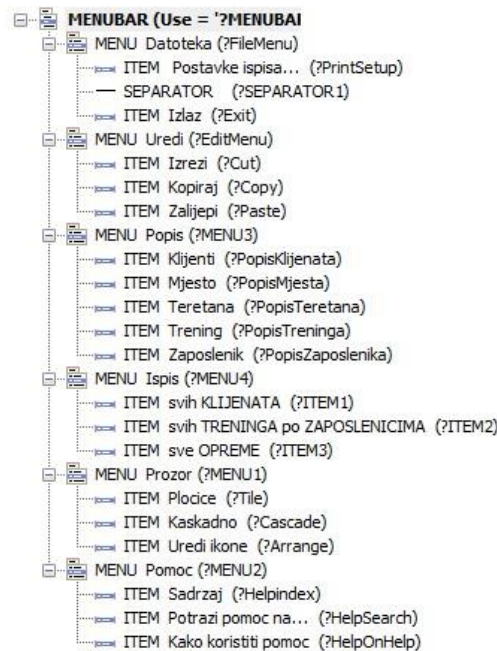 MENUBAR (Use = '?MENUBAI
MENU Datoteka (?FileMenu)
ITEM Postavke ispisa... (?PrintSetup)
SEPARATOR (?SEPARATOR1)
ITEM Izlaz (?Exit)
MENU Uredi (?EditMenu)
ITEM Izrezi (?Cut)
ITEM Kopiraj (?Copy)
ITEM Zalijepi (?Paste)
MENU Popis (?MENU3)
ITEM Klijenti (?PopisKlijenata)
ITEM Mjesto (?PopisMjesta)
ITEM Teretana (?PopisTeretana)
ITEM Trening (?PopisTreninga)
ITEM Zaposlenik (?PopisZaposlenika)
MENU Ispis (?MENU4)
ITEM svih KLIJENATA (?ITEM1)
ITEM svih TRENINGA po ZAPOSLENICIMA (?ITEM2)
ITEM sve OPREME (?ITEM3)
MENU Prozor (?MENU1)
ITEM Plocice (?Tile)
ITEM Kaskadno (?Cascade)
ITEM Uredi ikone (?Arrange)
MENU Pomoc (?MENU2)
ITEM Sadrzaj (?Helpindex)
ITEM Potrazi pomoc na... (?HelpSearch)
ITEM Kako koristiti pomoc (?HelpOnHelp)